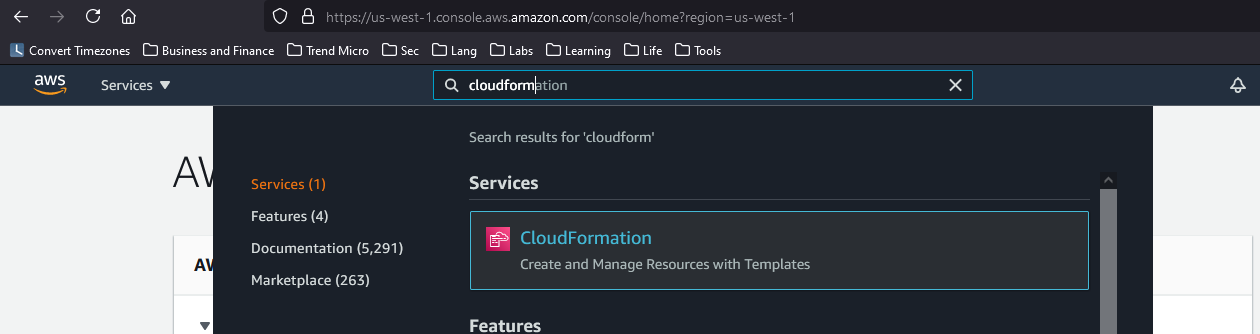 https://us-west-1.console.aws.amazon.com/console/home?region=us-west-1
Convert Timezones Business and Finance Trend Micro Sec Lang Labs Learning Life Tools
aws Services cloudformation
Search results for 'cloudform'
Services (1)
Features (4)
Documentation (5,291)
Marketplace (263)
Services
CloudFormation
Create and Manage Resources with Templates
Features